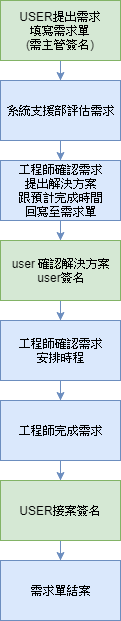 USER提出需求
填寫需求單
(需主管簽名)
系統支援部評估需求
工程師確認需求
提出解決方案
跟預計完成時間
回寫至需求單
user 確認解決方案
user簽名
工程師確認需求
安排時程
工程師完成需求
USER接案簽名
需求單結案